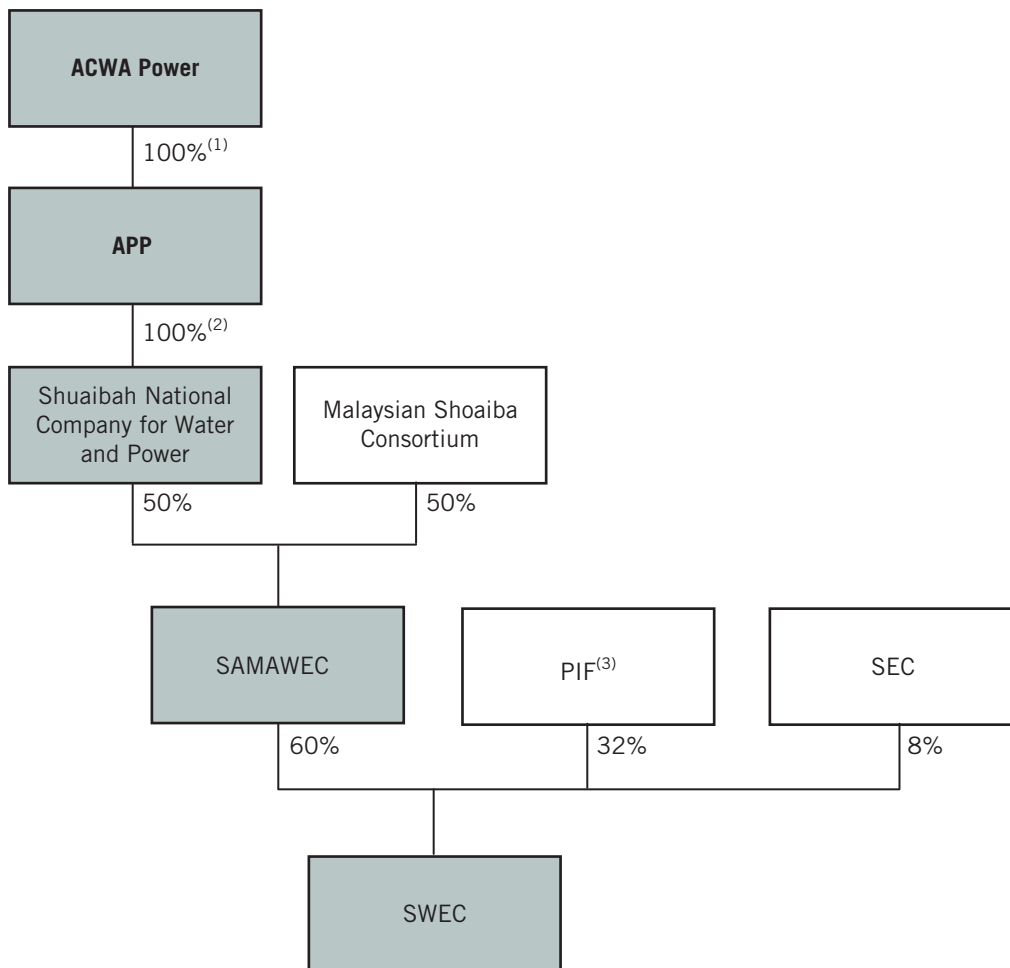 ACWA Power
100%(1)
APP
100%(2)
Shuaibah National
Company for Water
and Power
Malaysian Shoaiba
Consortium
50%
50%
SAMAWEC
PIF(3)
SEC
60%
32%
8%
SWEC